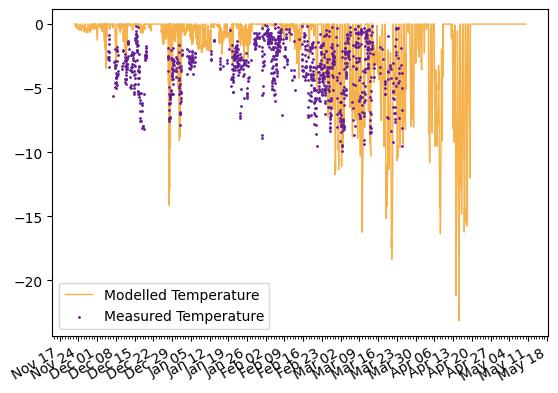 0
−5
−10
−15
−20
Modelled Temperature
Measured Temperature
Nov 17
Nov 24
Dec 01
Dec 08
Dec 15
Dec 22
Dec 29
Jan 05
Jan 12
Jan 19
Jan 26
Feb 02
Feb 09
Feb 16
Feb 23
Mar 02
Mar 09
Mar 16
Mar 23
Mar 30
Apr 06
Apr 13
Apr 20
Apr 27
May 04
May 11
May 18